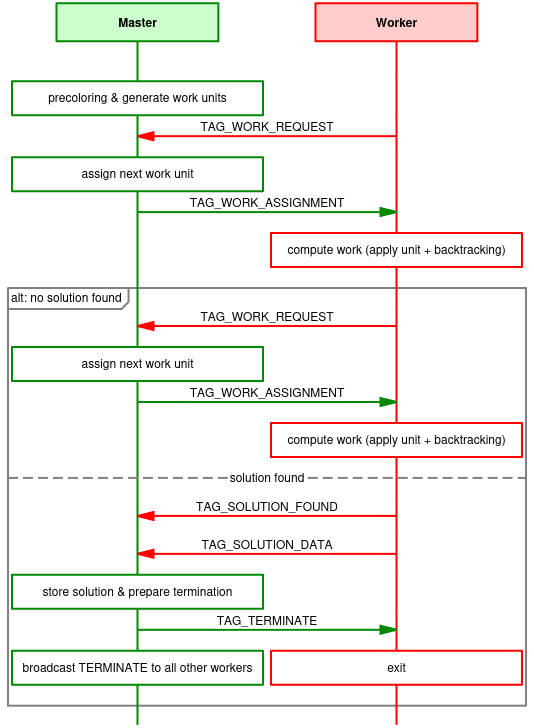 Master
Worker
precoloring & generate work units
TAG_WORK_REQUEST
assign next work unit
TAG_WORK_ASSIGNMENT
compute work (apply unit + backtracking)
alt: no solution found
TAG_WORK_REQUEST
assign next work unit
TAG_WORK_ASSIGNMENT
compute work (apply unit + backtracking)
solution found
TAG_SOLUTION_FOUND
TAG_SOLUTION_DATA
store solution & prepare termination
TAG_TERMINATE
broadcast TERMINATE to all other workers
exit